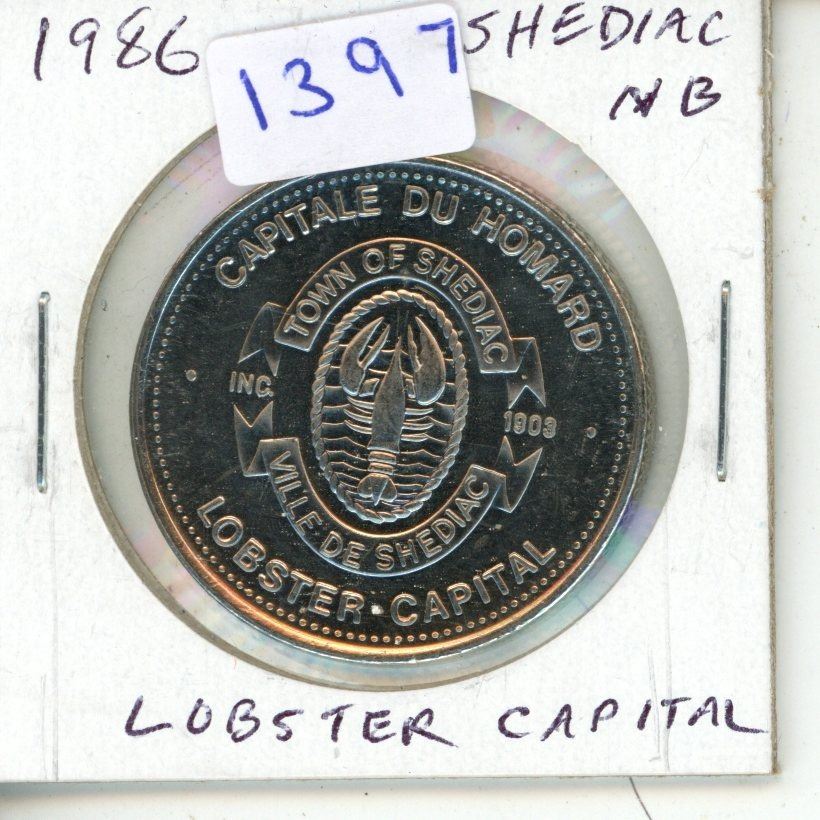 1986
1397
SHEDIAC
NB
CAPITALE DU HOMARD
TOWN OF SHEDIAC
INC.
1903
VILLE DE SHEDIAC
LOBSTER • CAPITAL
LOBSTER CAPITAL